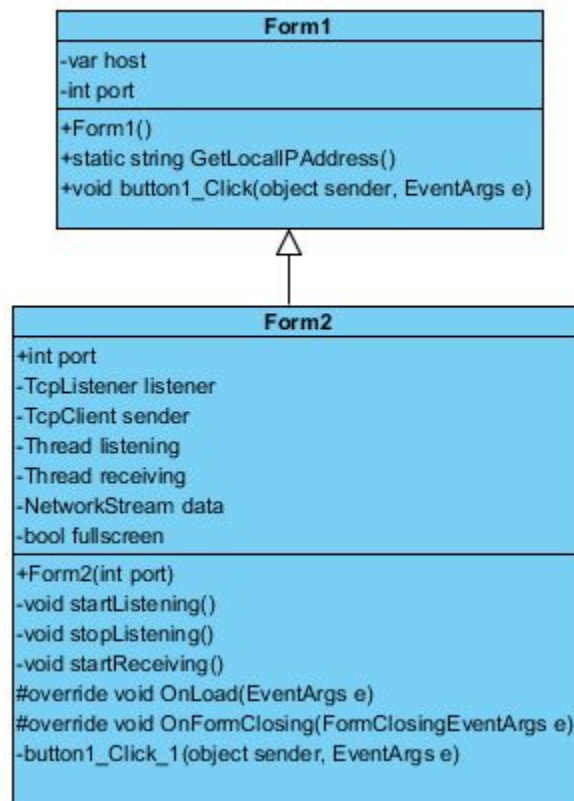 Form1
-var host
-int port
+Form1()
+static string GetLocalIPAddress()
+void button1_Click(object sender, EventArgs e)
Form2
+int port
-TcpListener listener
-TcpClient sender
-Thread listening
-Thread receiving
-NetworkStream data
-bool fullscreen
+Form2(int port)
-void startListening()
-void stopListening()
-void startReceiving()
#override void OnLoad(EventArgs e)
#override void OnFormClosing(FormClosingEventArgs e)
-button1_Click_1(object sender, EventArgs e)